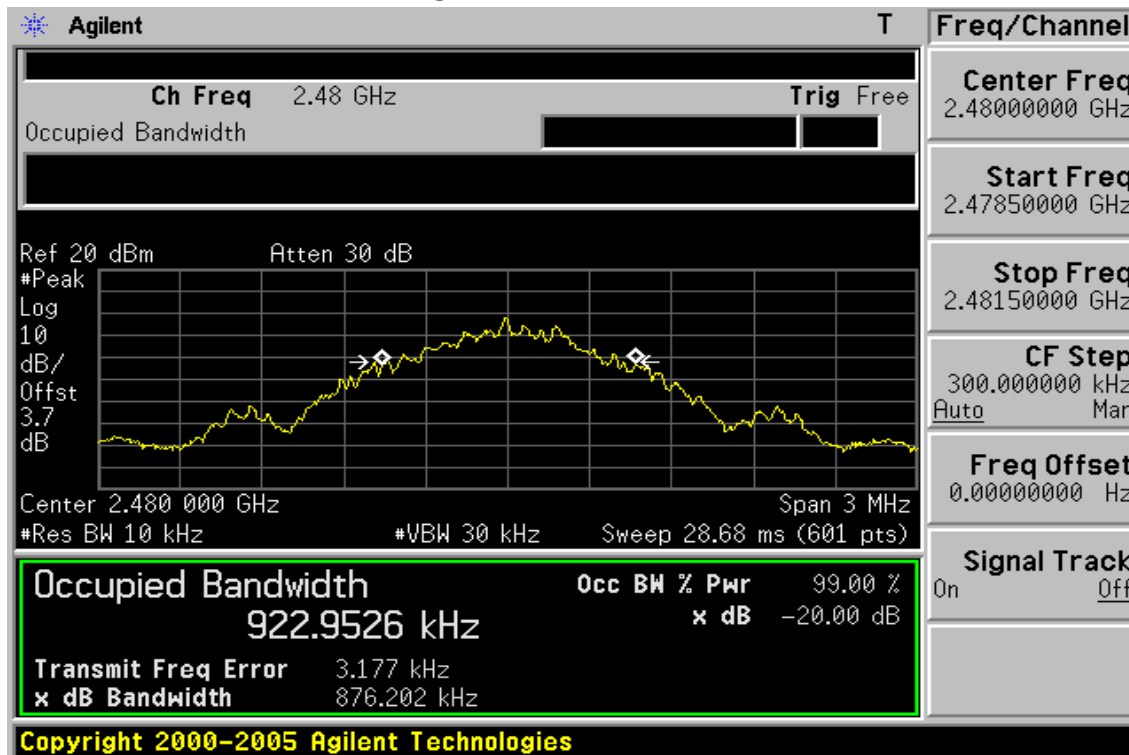 Agilent T
Ch Freq 2.48 GHz Trig Free
Occupied Bandwidth
Ref 20 dBm Atten 30 dB
#Peak
Log
10
dB/
Offst
3.7
dB
Center 2.480 000 GHz Span 3 MHz
#Res BW 10 kHz #VBW 30 kHz Sweep 28.68 ms (601 pts)
Occupied Bandwidth Occ BW % Pwr 99.00 %
922.9526 kHz x dB -20.00 dB
Transmit Freq Error 3.177 kHz
x dB Bandwidth 876.202 kHz
Copyright 2000-2005 Agilent Technologies
Freq/Channel
Center Freq
2.48000000 GHz
Start Freq
2.47850000 GHz
Stop Freq
2.48150000 GHz
CF Step
300.000000 kHz
Auto Man
Freq Offset
0.00000000 Hz
Signal Track
On Off